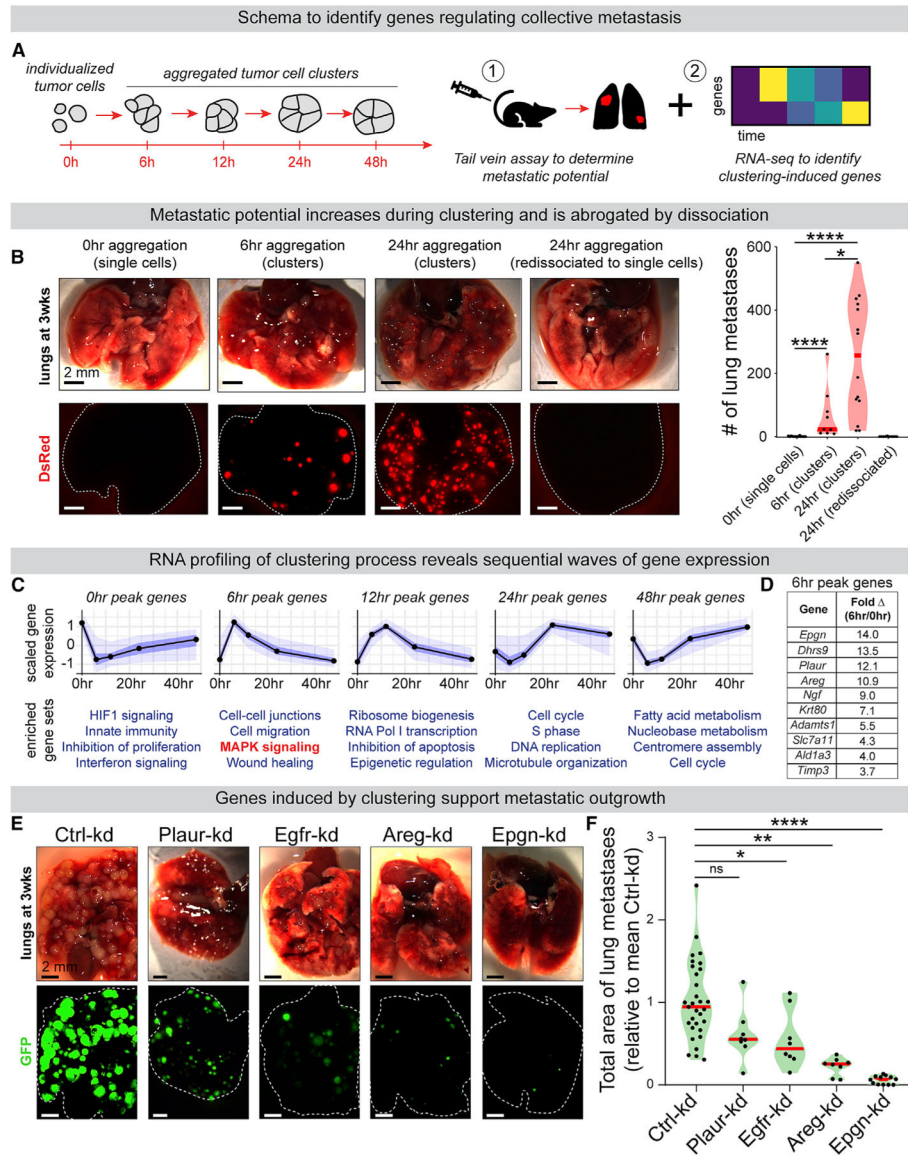 Schema to identify genes regulating collective metastasis
A
individualized
tumor cells
aggregated tumor cell clusters
0h
6h
12h
24h
48h
1
Tail vein assay to determine
metastatic potential
+
2
genes
time
RNA-seq to identify
clustering-induced genes
Metastatic potential increases during clustering and is abrogated by dissociation
B
0hr aggregation
(single cells)
6hr aggregation
(clusters)
24hr aggregation
(clusters)
24hr aggregation
(redissociated to single cells)
lungs at 3wks
2 mm
DsRed
# of lung metastases
600
400
200
0
****
*
****
0hr (single cells)
6hr (clusters)
24hr (clusters)
24hr (redissociated)
RNA profiling of clustering process reveals sequential waves of gene expression
C
0hr peak genes
6hr peak genes
12hr peak genes
24hr peak genes
48hr peak genes
scaled gene
expression
1
0
-1
0hr 20hr 40hr
0hr 20hr 40hr
0hr 20hr 40hr
0hr 20hr 40hr
0hr 20hr 40hr
enriched
gene sets
HIF1 signaling
Innate immunity
Inhibition of proliferation
Interferon signaling
Cell-cell junctions
Cell migration
MAPK signaling
Wound healing
Ribosome biogenesis
RNA Pol I transcription
Inhibition of apoptosis
Epigenetic regulation
Cell cycle
S phase
DNA replication
Microtubule organization
Fatty acid metabolism
Nucleobase metabolism
Centromere assembly
Cell cycle
D
6hr peak genes
Gene Fold Δ (6hr/0hr)
Epgn 14.0
Dhrs9 13.5
Plaur 12.1
Areg 10.9
Ngf 9.0
Krt80 7.1
Adamts1 5.5
Slc7a11 4.3
Ald1a3 4.0
Timp3 3.7
Genes induced by clustering support metastatic outgrowth
E
Ctrl-kd
Plaur-kd
Egfr-kd
Areg-kd
Epgn-kd
lungs at 3wks
2 mm
GFP
F
Total area of lung metastases
(relative to mean Ctrl-kd)
3
2
1
0
****
**
*
ns
Ctrl-kd
Plaur-kd
Egfr-kd
Areg-kd
Epgn-kd